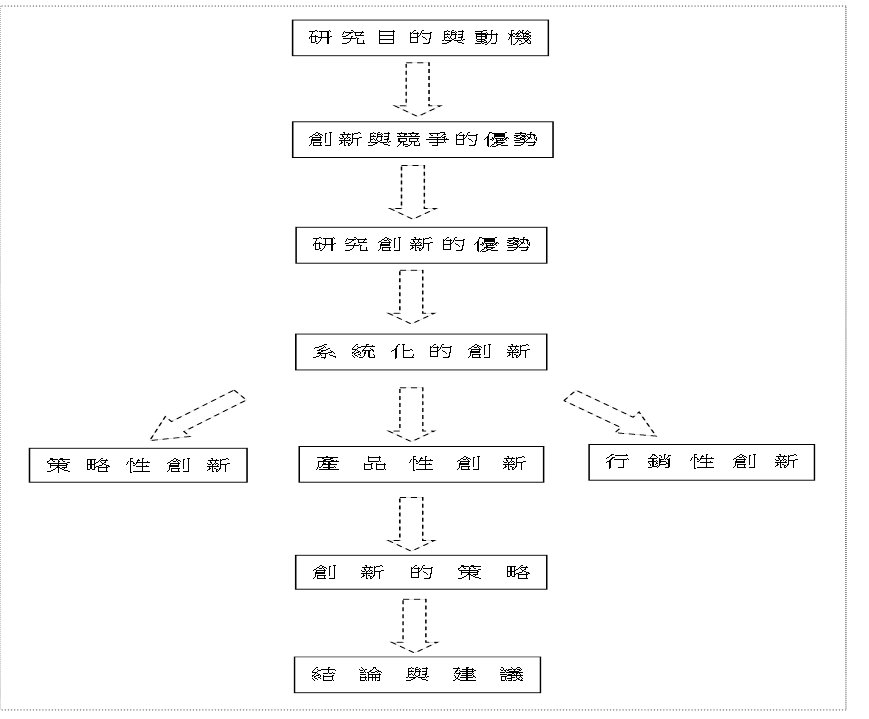 研究目的與動機
創新與競爭的優勢
研究創新的優勢
系統化的創新
策略性創新
產品性創新
行銷性創新
創新的策略
結論與建議